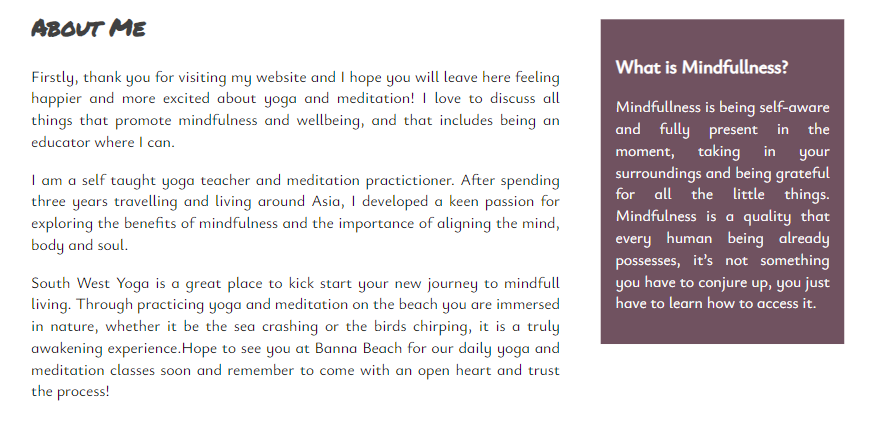 About Me
Firstly, thank you for visiting my website and I hope you will leave here feeling
happier and more excited about yoga and meditation! I love to discuss all
things that promote mindfulness and wellbeing, and that includes being an
educator where I can.
I am a self taught yoga teacher and meditation practictioner. After spending
three years travelling and living around Asia, I developed a keen passion for
exploring the benefits of mindfulness and the importance of aligning the mind,
body and soul.
South West Yoga is a great place to kick start your new journey to mindfull
living. Through practicing yoga and meditation on the beach you are immersed
in nature, whether it be the sea crashing or the birds chirping, it is a truly
awakening experience.Hope to see you at Banna Beach for our daily yoga and
meditation classes soon and remember to come with an open heart and trust
the process!
What is Mindfullness?
Mindfullness is being self-aware
and fully present in the
moment, taking in your
surroundings and being grateful
for all the little things.
Mindfulness is a quality that
every human being already
possesses, it's not something
you have to conjure up, you just
have to learn how to access it.